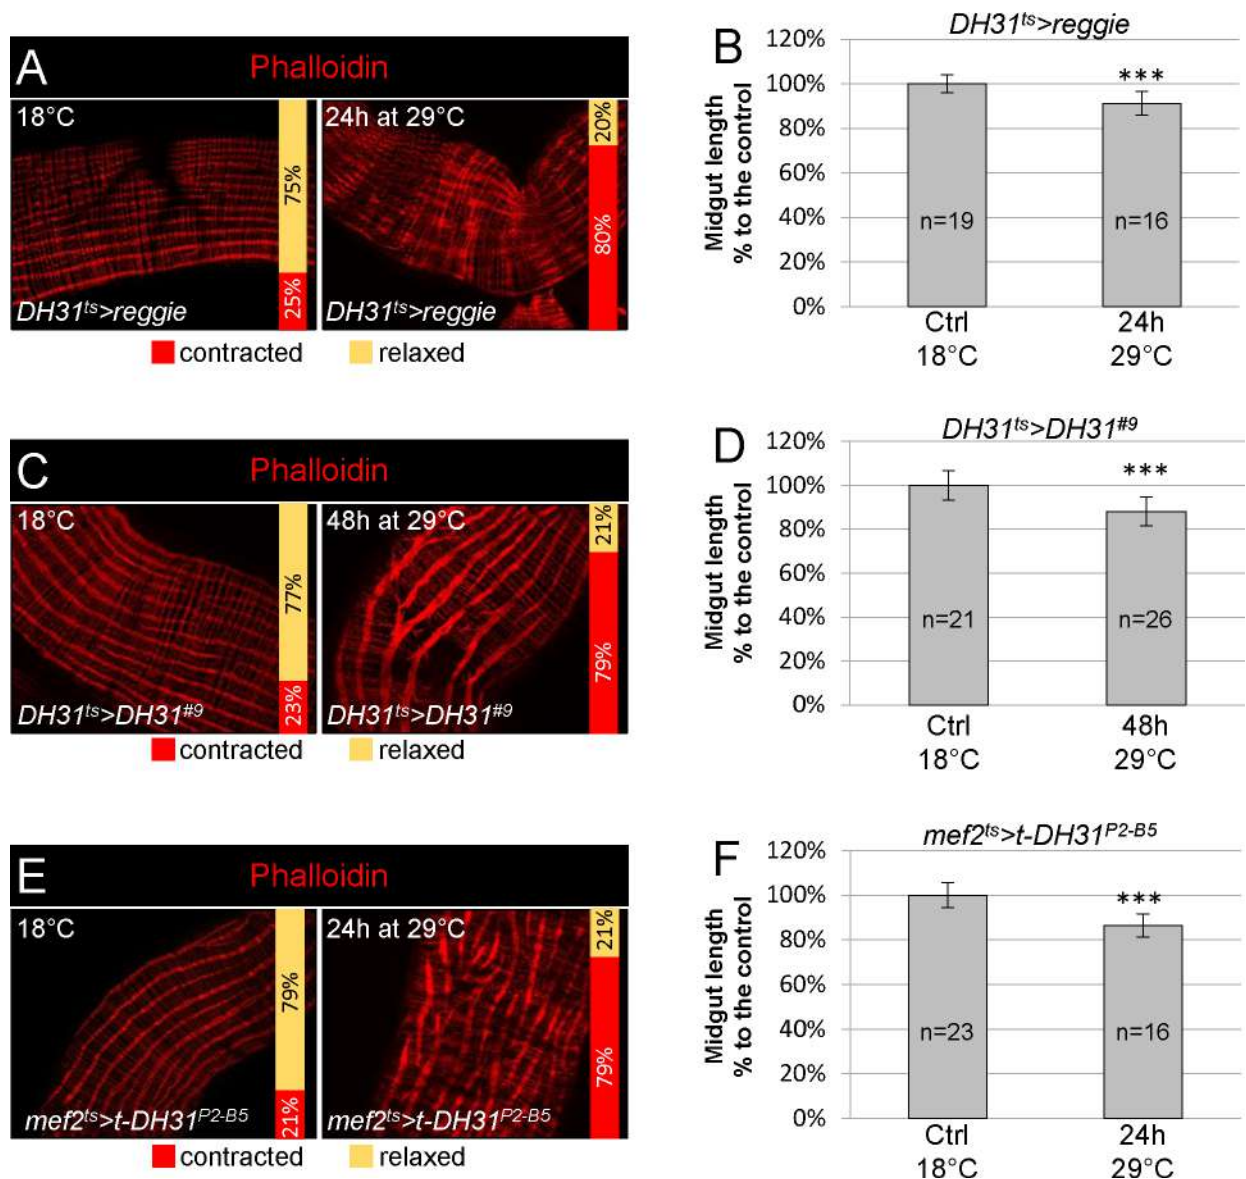 A
Phalloidin
18°C
24h at 29°C
75%
25%
20%
80%
DH31ts>reggie
DH31ts>reggie
contracted
relaxed
B
DH31ts>reggie
120%
100%
80%
60%
40%
20%
0%
Midgut length
% to the control
***
n=19
n=16
Ctrl
18°C
24h
29°C
C
Phalloidin
18°C
48h at 29°C
77%
23%
21%
79%
DH31ts>DH31#9
DH31ts>DH31#9
contracted
relaxed
D
DH31ts>DH31#9
120%
100%
80%
60%
40%
20%
0%
Midgut length
% to the control
***
n=21
n=26
Ctrl
18°C
48h
29°C
E
Phalloidin
18°C
24h at 29°C
79%
21%
21%
79%
mef2ts>t-DH31P2-B5
mef2ts>t-DH31P2-B5
contracted
relaxed
F
mef2ts>t-DH31P2-B5
120%
100%
80%
60%
40%
20%
0%
Midgut length
% to the control
***
n=23
n=16
Ctrl
18°C
24h
29°C